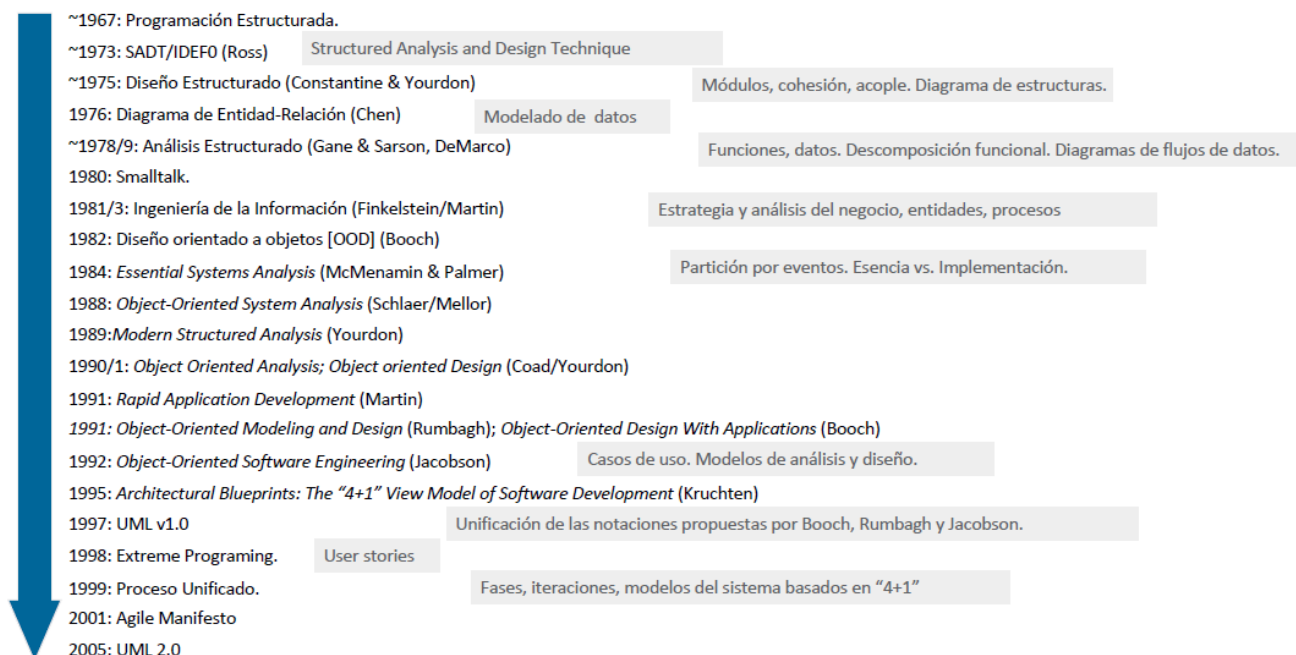 ~1967: Programación Estructurada.
~1973: SADT/IDEF0 (Ross) Structured Analysis and Design Technique
~1975: Diseño Estructurado (Constantine & Yourdon) Módulos, cohesión, acople. Diagrama de estructuras.
1976: Diagrama de Entidad-Relación (Chen) Modelado de datos
~1978/9: Análisis Estructurado (Gane & Sarson, DeMarco) Funciones, datos. Descomposición funcional. Diagramas de flujos de datos.
1980: Smalltalk.
1981/3: Ingeniería de la Información (Finkelstein/Martin) Estrategia y análisis del negocio, entidades, procesos
1982: Diseño orientado a objetos [OOD] (Booch)
1984: Essential Systems Analysis (McMenamin & Palmer) Partición por eventos. Esencia vs. Implementación.
1988: Object-Oriented System Analysis (Schlaer/Mellor)
1989:Modern Structured Analysis (Yourdon)
1990/1: Object Oriented Analysis; Object oriented Design (Coad/Yourdon)
1991: Rapid Application Development (Martin)
1991: Object-Oriented Modeling and Design (Rumbagh); Object-Oriented Design With Applications (Booch)
1992: Object-Oriented Software Engineering (Jacobson) Casos de uso. Modelos de análisis y diseño.
1995: Architectural Blueprints: The “4+1” View Model of Software Development (Kruchten)
1997: UML v1.0 Unificación de las notaciones propuestas por Booch, Rumbagh y Jacobson.
1998: Extreme Programing. User stories
1999: Proceso Unificado. Fases, iteraciones, modelos del sistema basados en “4+1”
2001: Agile Manifesto
2005: UML 2.0